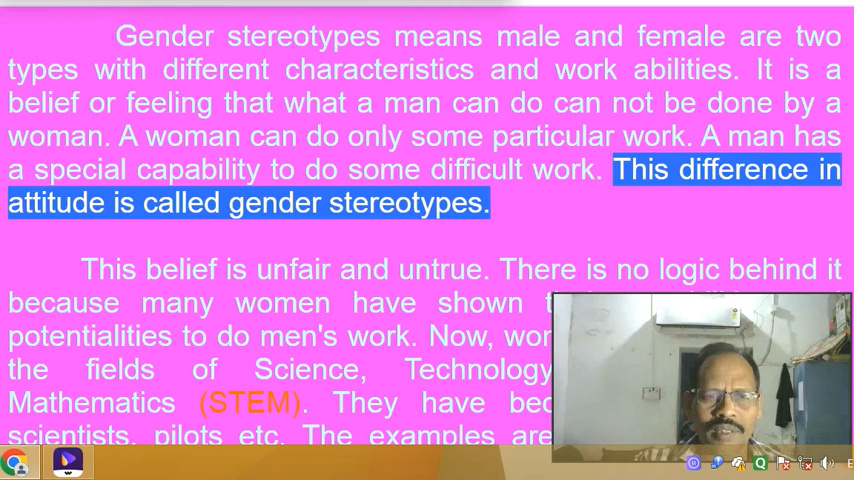 Gender stereotypes means male and female are two
types with different characteristics and work abilities. It is a
belief or feeling that what a man can do can not be done by a
woman. A woman can do only some particular work. A man has
a special capability to do some difficult work. This difference in
attitude is called gender stereotypes.
This belief is unfair and untrue. There is no logic behind it
because many women have shown
potentialities to do men's work. Now,
the fields of Science, Technology
Mathematics (STEM). They have
scientists, pilots etc. The examples are